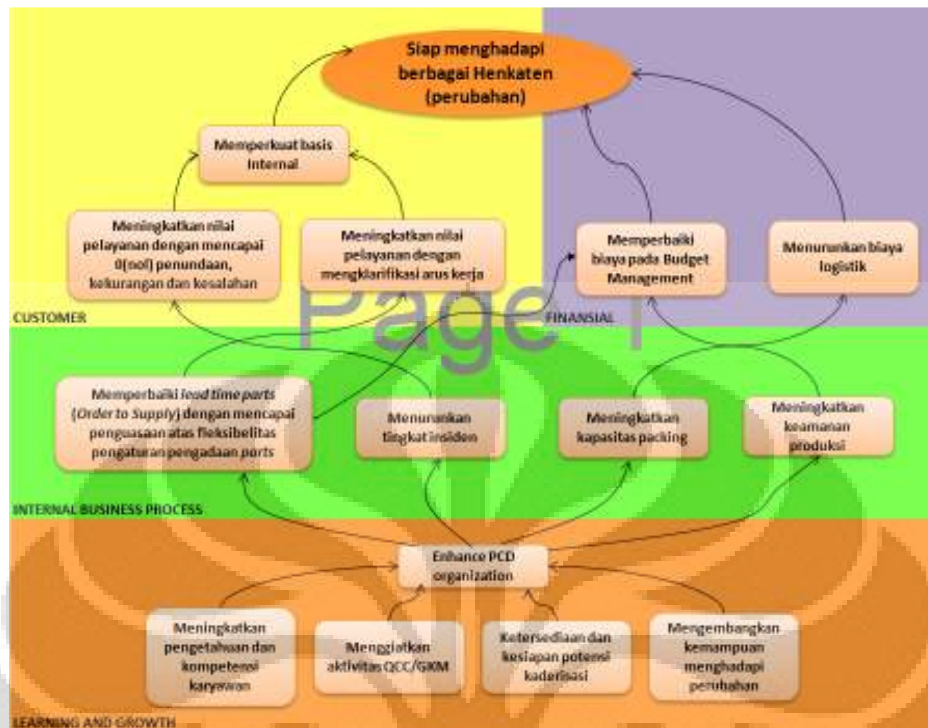 Siap menghadapi
berbagai Henkaten
(perubahan)
Memperkuat basis
Internal
Meningkatkan nilai
pelayanan dengan mencapai
0(nol) penundaan,
kekurangan dan kesalahan
Meningkatkan nilai
pelayanan dengan
mengklarifikasi arus kerja
Memperbaiki
biaya pada Budget
Management
Menurunkan biaya
logistik
CUSTOMER
FINANSIAL
Page 1
Memperbaiki lead time parts
(Order to Supply) dengan mencapai
penguasaan atas fleksibelitas
pengaturan pengadaan parts
Menurunkan
tingkat insiden
Meningkatkan
kapasitas packing
Meningkatkan
keamanan
produksi
INTERNAL BUSINESS PROCESS
Enhance PCD
organization
Meningkatkan
pengetahuan dan
kompetensi
karyawan
Menggiatkan
aktivitas QCC/GKM
Ketersediaan dan
kesiapan potensi
kaderisasi
Mengembangkan
kemampuan
menghadapi
perubahan
LEARNING AND GROWTH